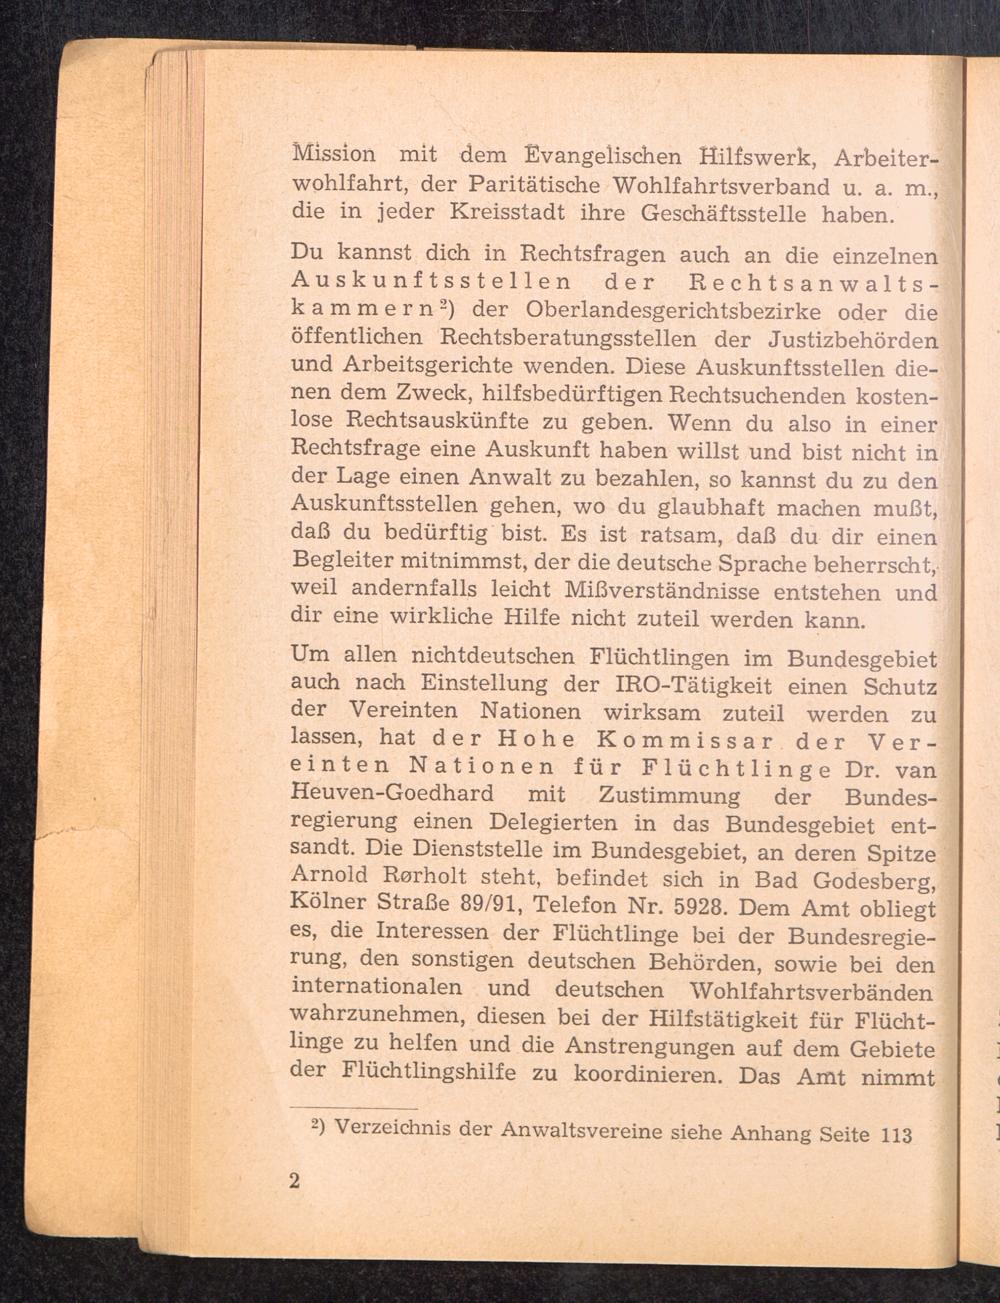 Mission mit dem Evangelischen Hilfswerk, Arbeiter-
wohlfahrt, der Paritätische Wohlfahrtsverband u. a. m.,
die in jeder Kreisstadt ihre Geschäftsstelle haben.
Du kannst dich in Rechtsfragen auch an die einzelnen
Auskunftsstellen der Rechtsanwalts-
kammern²) der Oberlandesgerichtsbezirke oder die
öffentlichen Rechtsberatungsstellen der Justizbehörden
und Arbeitsgerichte wenden. Diese Auskunftsstellen die-
nen dem Zweck, hilfsbedürftigen Rechtsuchenden kosten-
lose Rechtsauskünfte zu geben. Wenn du also in einer
Rechtsfrage eine Auskunft haben willst und bist nicht in
der Lage einen Anwalt zu bezahlen, so kannst du zu den
Auskunftsstellen gehen, wo du glaubhaft machen mußt,
daß du bedürftig bist. Es ist ratsam, daß du dir einen
Begleiter mitnimmst, der die deutsche Sprache beherrscht,
weil andernfalls leicht Mißverständnisse entstehen und
dir eine wirkliche Hilfe nicht zuteil werden kann.
Um allen nichtdeutschen Flüchtlingen im Bundesgebiet
auch nach Einstellung der IRO-Tätigkeit einen Schutz
der Vereinten Nationen wirksam zuteil werden zu
lassen, hat der Hohe Kommissar der Ver-
einten Nationen für Flüchtlinge Dr. van
Heuven-Goedhard mit Zustimmung der Bundes-
regierung einen Delegierten in das Bundesgebiet ent-
sandt. Die Dienststelle im Bundesgebiet, an deren Spitze
Arnold Rørholt steht, befindet sich in Bad Godesberg,
Kölner Straße 89/91, Telefon Nr. 5928. Dem Amt obliegt
es, die Interessen der Flüchtlinge bei der Bundesregie-
rung, den sonstigen deutschen Behörden, sowie bei den
internationalen und deutschen Wohlfahrtsverbänden
wahrzunehmen, diesen bei der Hilfstätigkeit für Flücht-
linge zu helfen und die Anstrengungen auf dem Gebiete
der Flüchtlingshilfe zu koordinieren. Das Amt nimmt
²) Verzeichnis der Anwaltsvereine siehe Anhang Seite 113
2